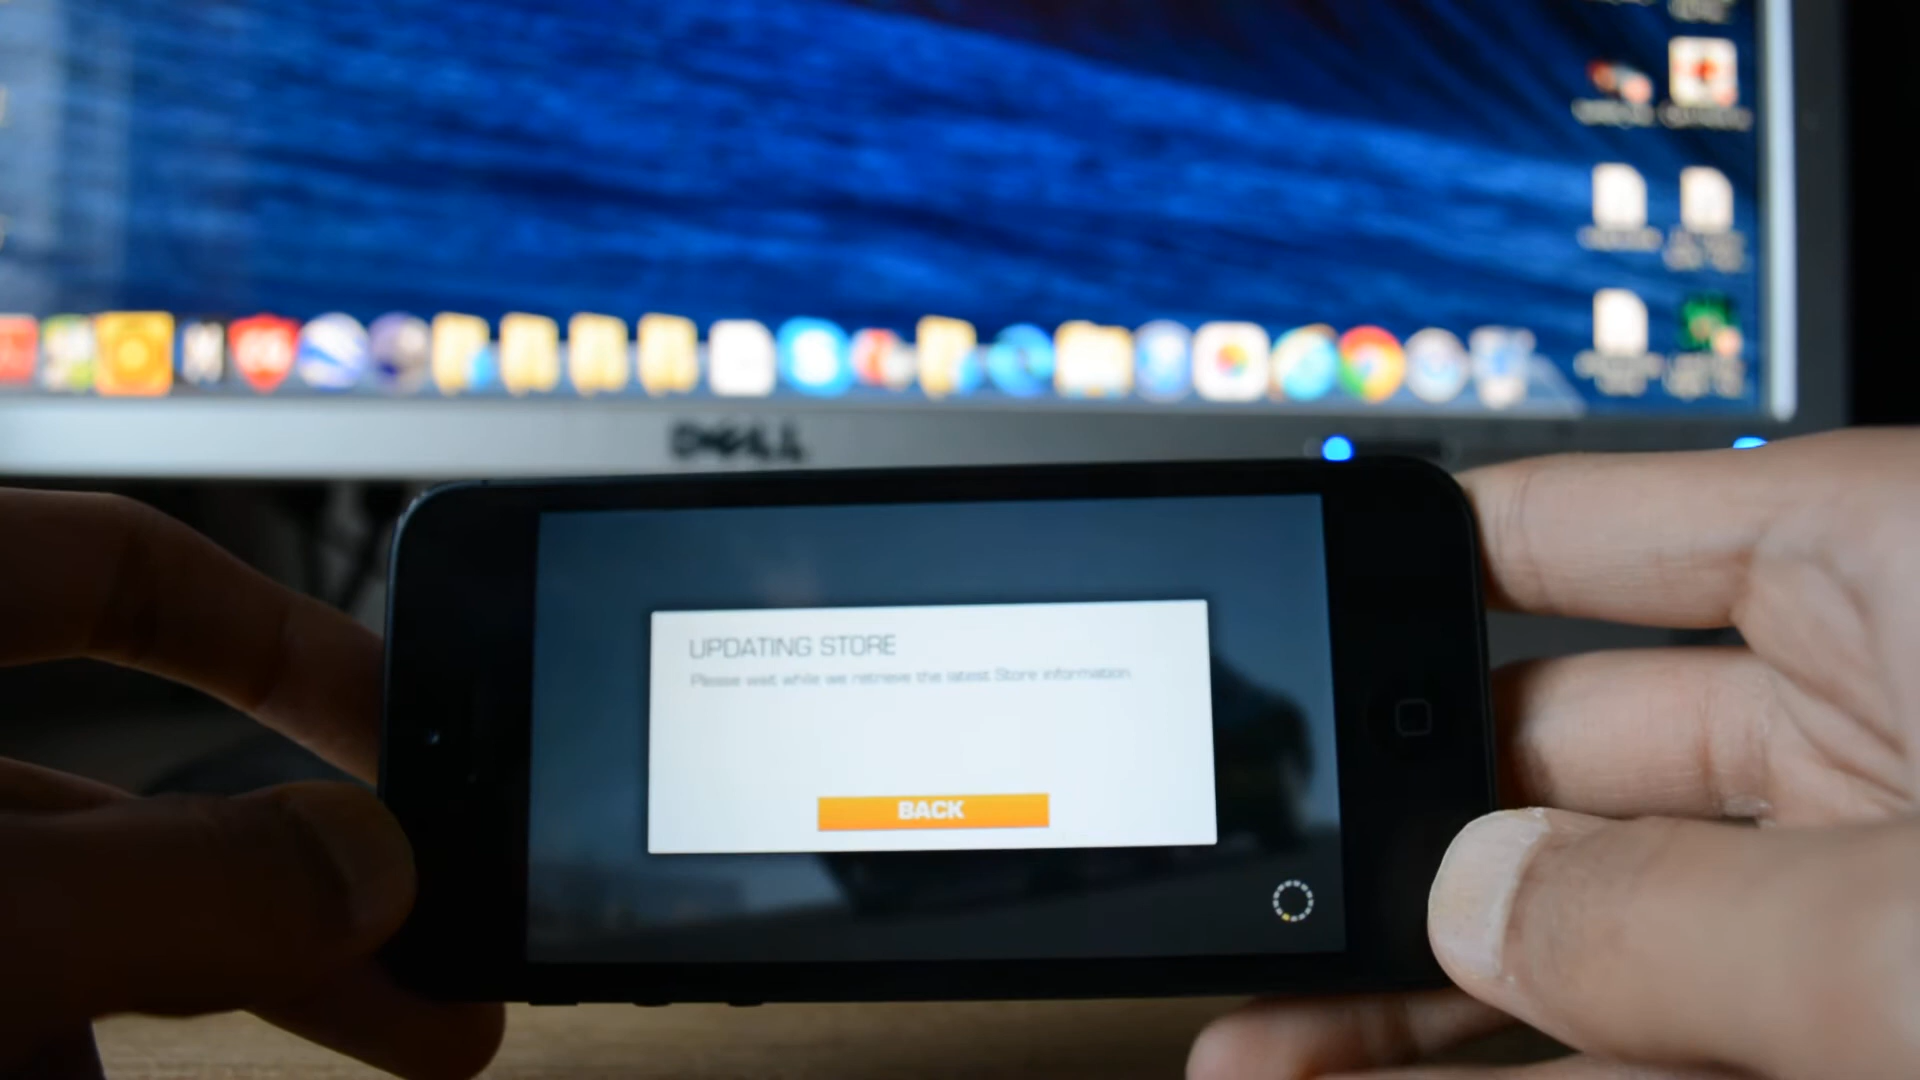 DELL
UPDATING STORE
Please wait while we retrieve the latest Store information.
BACK